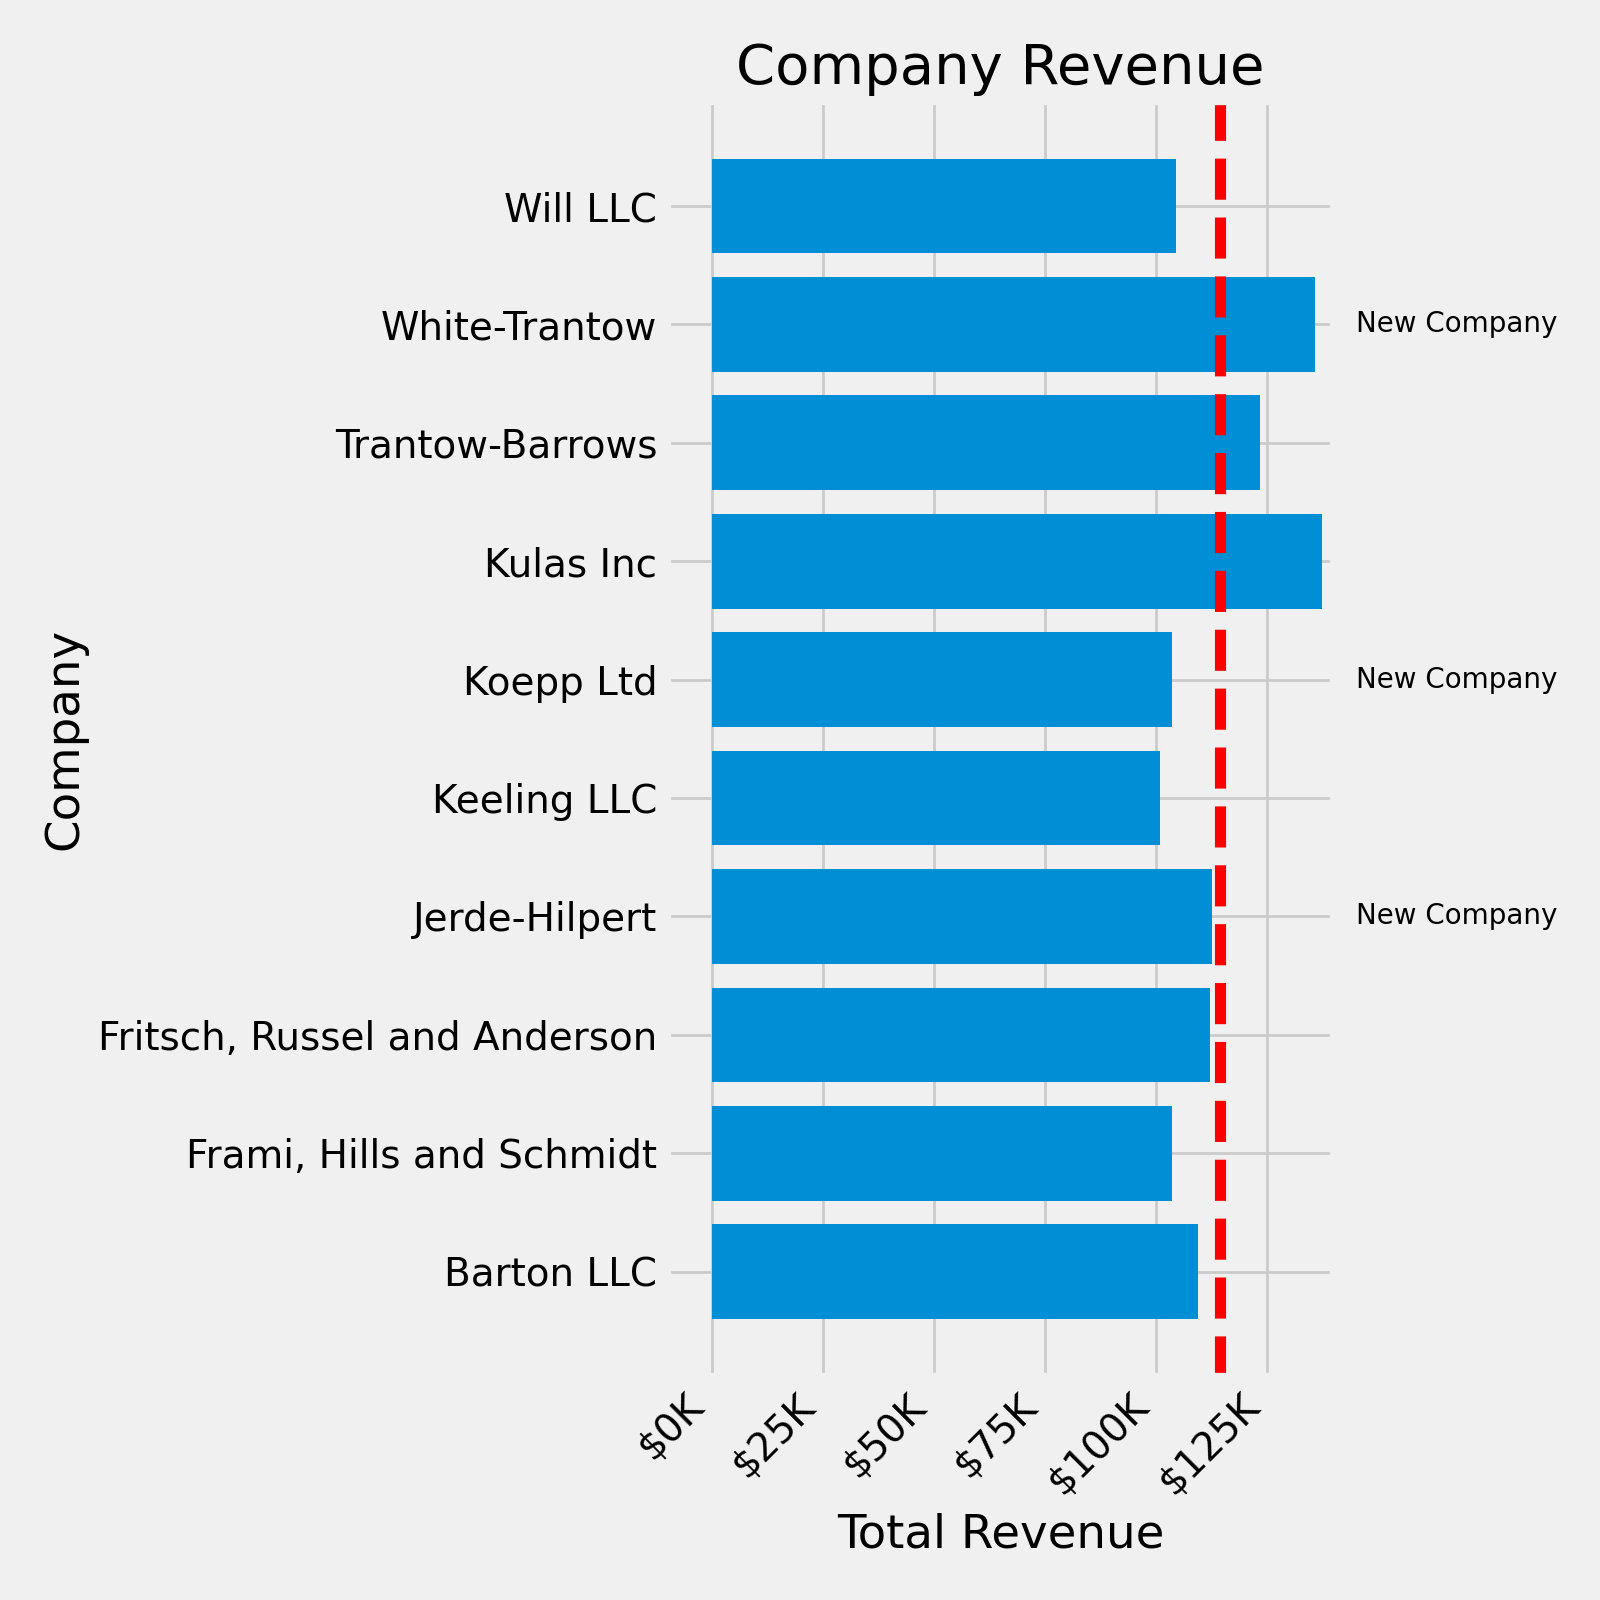 Company Revenue
Will LLC
White-Trantow
New Company
Trantow-Barrows
Kulas Inc
Koepp Ltd
New Company
Keeling LLC
Jerde-Hilpert
New Company
Fritsch, Russel and Anderson
Frami, Hills and Schmidt
Barton LLC
Company
$0K
$25K
$50K
$75K
$100K
$125K
Total Revenue